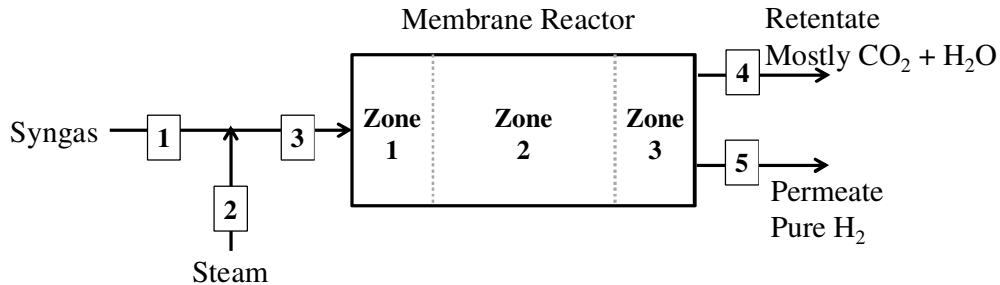 Membrane Reactor
Retentate
Mostly CO₂ + H₂O
Syngas
1
3
Zone
1
Zone
2
Zone
3
4
5
2
Steam
Permeate
Pure H₂